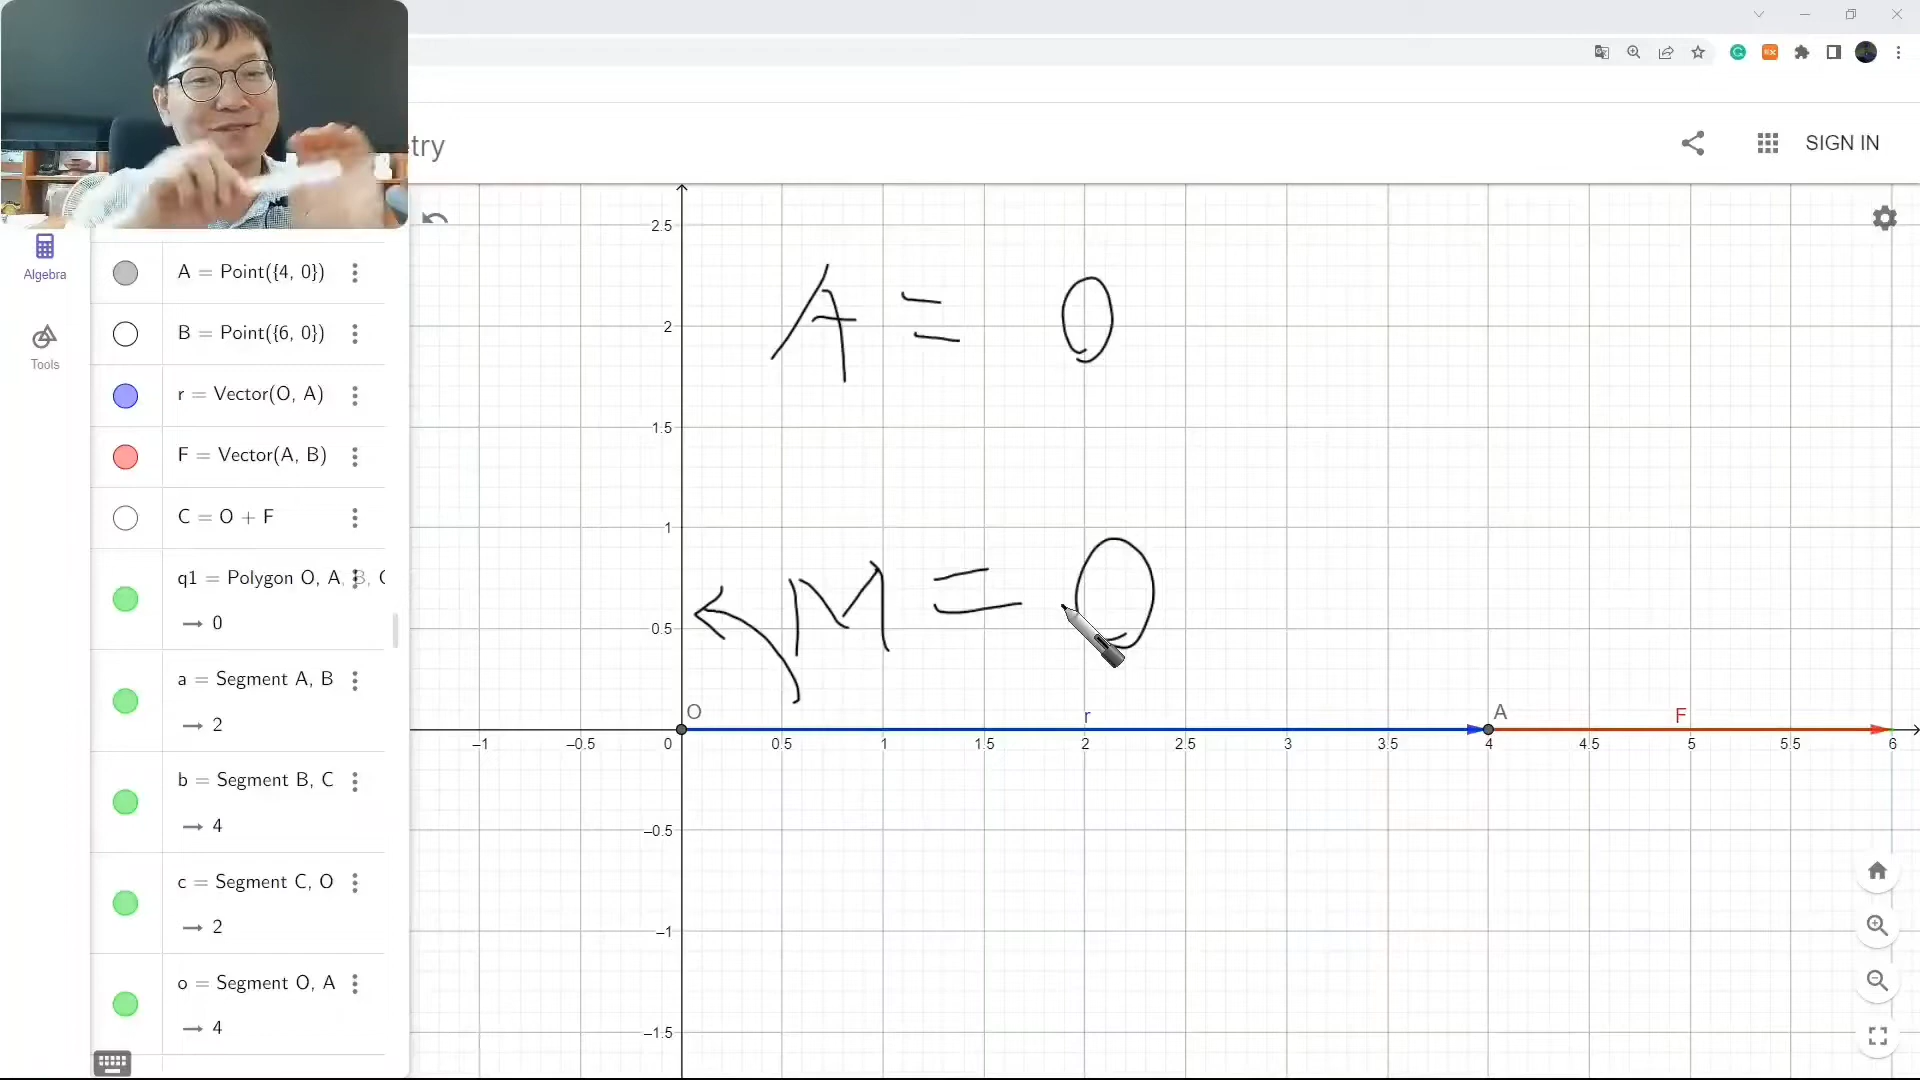 try
SIGN IN
Algebra
Tools
A = Point({4, 0})
B = Point({6, 0})
r = Vector(O, A)
F = Vector(A, B)
C = O + F
q1 = Polygon O, A, B, C
→ 0
a = Segment A, B
→ 2
b = Segment B, C
→ 4
c = Segment C, O
→ 2
o = Segment O, A
→ 4
2.5
2
1.5
1
0.5
−0.5
−1
−1.5
A = 0
M = 0
O r A F
−1 −0.5 0 0.5 1 1.5 2 2.5 3 3.5 4 4.5 5 5.5 6